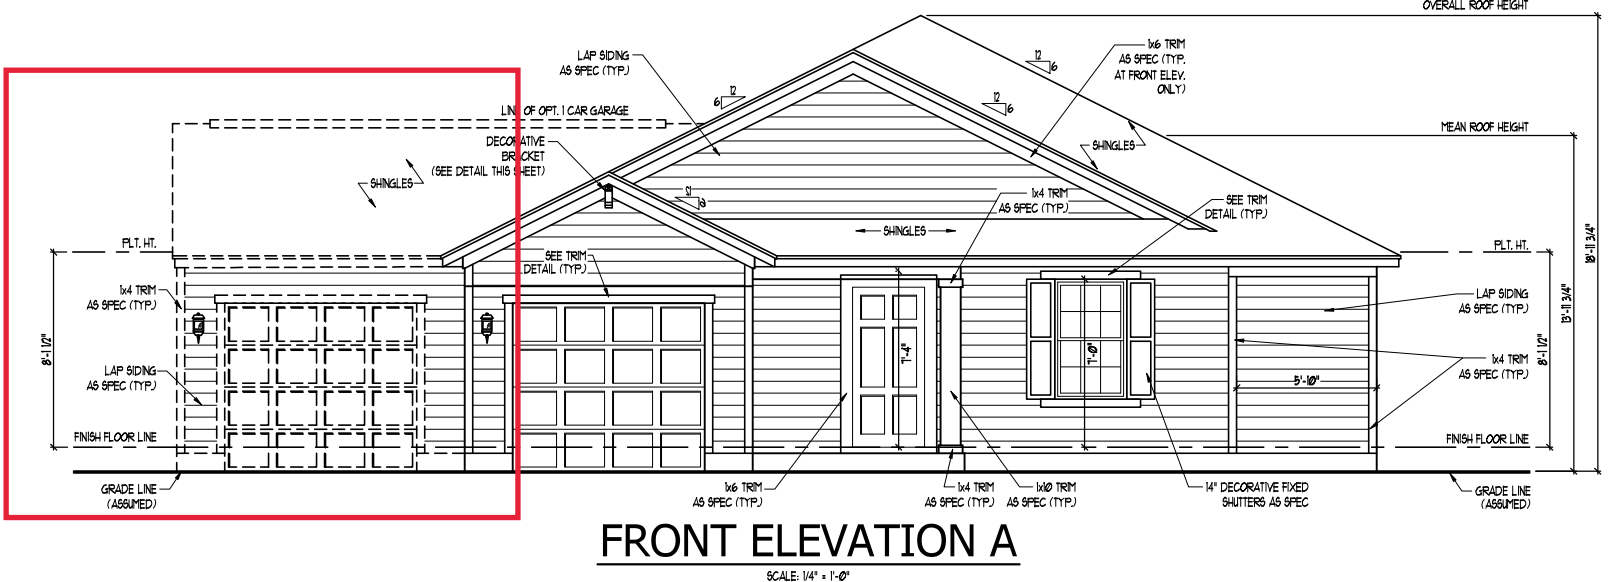 OVERALL ROOF HEIGHT
LAP SIDING
AS SPEC (TYP.)
1x6 TRIM
AS SPEC (TYP.
AT FRONT ELEV.
ONLY)
12
6
12
6
12
6
LINE OF OPT. 1 CAR GARAGE
MEAN ROOF HEIGHT
DECORATIVE
BRACKET
(SEE DETAIL THIS SHEET)
SHINGLES
SHINGLES
12
6
1x4 TRIM
AS SPEC (TYP.)
SEE TRIM
DETAIL (TYP.)
SHINGLES
PLT. HT.
PLT. HT.
18'-11 3/4"
SEE TRIM
DETAIL (TYP.)
1x4 TRIM
AS SPEC (TYP.)
LAP SIDING
AS SPEC (TYP.)
13'-11 3/4"
8'-1 1/2"
7'-4"
7'-0"
8'-1 1/2"
LAP SIDING
AS SPEC (TYP.)
1x4 TRIM
AS SPEC (TYP.)
5'-10"
FINISH FLOOR LINE
FINISH FLOOR LINE
GRADE LINE
(ASSUMED)
1x6 TRIM
AS SPEC (TYP.)
1x4 TRIM
AS SPEC (TYP.)
1x10 TRIM
AS SPEC (TYP.)
14" DECORATIVE FIXED
SHUTTERS AS SPEC
GRADE LINE
(ASSUMED)
FRONT ELEVATION A
SCALE: 1/4" = 1'-0"